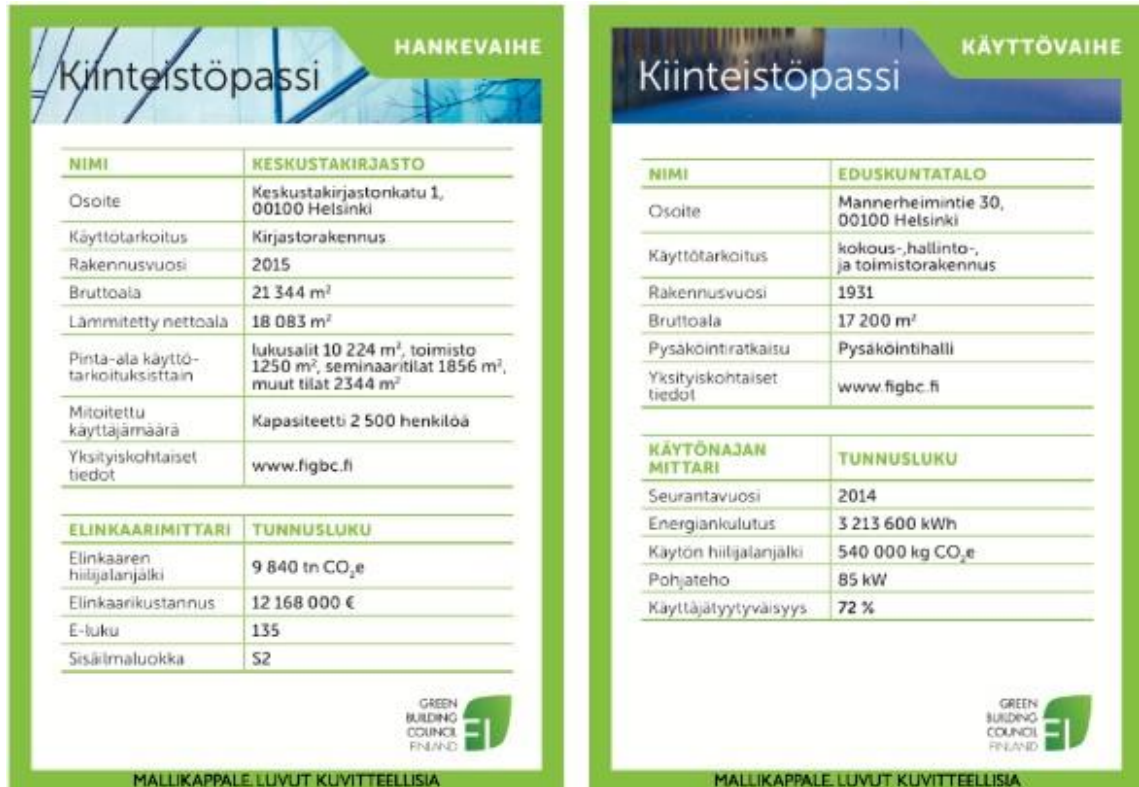 HANKEVAIHE
Kiinteistöpassi
NIMI KESKUSTAKIRJASTO
Osoite Keskustakirjastonkatu 1,
00100 Helsinki
Käyttötarkoitus Kirjastorakennus
Rakennusvuosi 2015
Bruttoala 21 344 m²
Lämmitetty nettoala 18 083 m²
Pinta-ala käyttö-
tarkoituksisttain
lukusalit 10 224 m², toimisto
1250 m², seminaaritilat 1856 m²,
muut tilat 2344 m²
Mitoitettu
käyttäjämäärä
Kapasiteetti 2 500 henkilöä
Yksityiskohtaiset
tiedot
www.figbc.fi
ELINKAARIMITTARI TUNNUSLUKU
Elinkaaren
hiilijalanjälki
9 840 tn CO₂e
Elinkaarikustannus 12 168 000 €
E-luku 135
Sisäilmaluokka S2
GREEN
BUILDING
COUNCIL
FINLAND
MALLIKAPPALE. LUVUT KUVITTEELLISIA
KÄYTTÖVAIHE
Kiinteistöpassi
NIMI EDUSKUNTATALO
Osoite Mannerheimintie 30,
00100 Helsinki
Käyttötarkoitus kokous-,hallinto-,
ja toimistorakennus
Rakennusvuosi 1931
Bruttoala 17 200 m²
Pysäköintiratkaisu Pysäköintihalli
Yksityiskohtaiset
tiedot
www.figbc.fi
KÄYTÖNAJAN
MITTARI
TUNNUSLUKU
Seurantavuosi 2014
Energiankulutus 3 213 600 kWh
Käytön hiilijalanjälki 540 000 kg CO₂e
Pohjateho 85 kW
Käyttäjätyytyväisyys 72 %
GREEN
BUILDING
COUNCIL
FINLAND
MALLIKAPPALE. LUVUT KUVITTEELLISIA